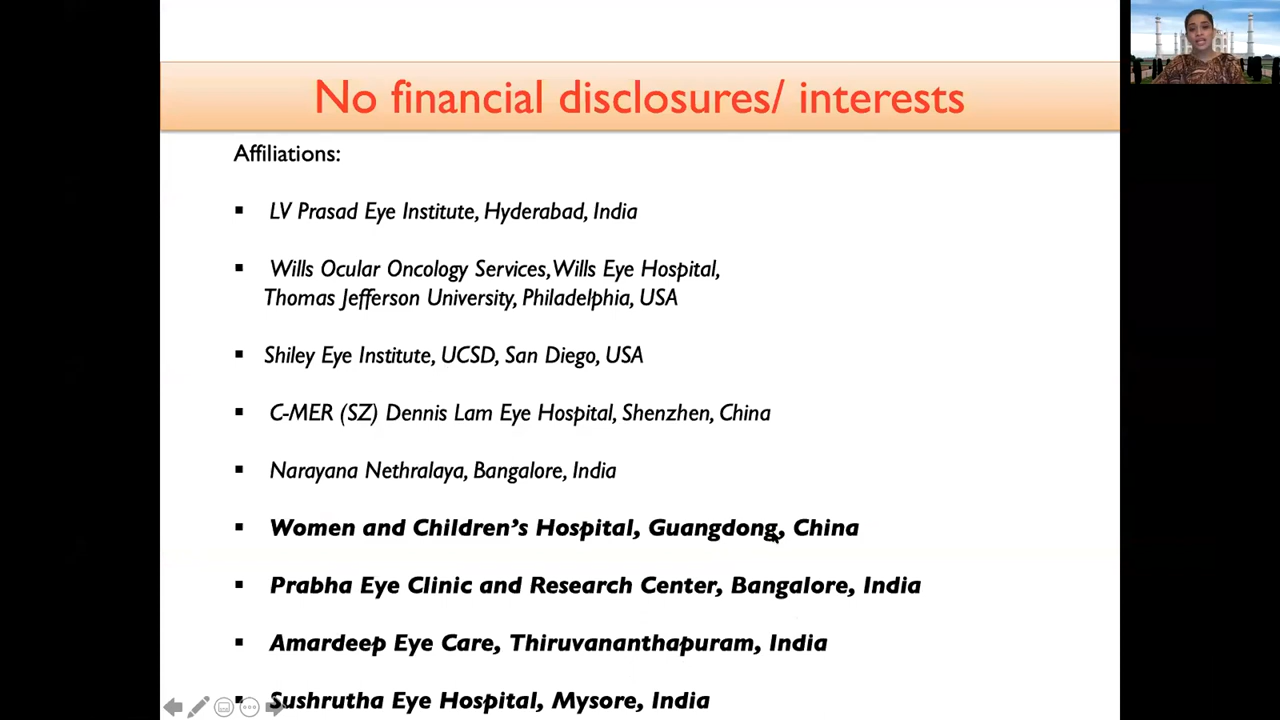 No financial disclosures/ interests
Affiliations:
▪ LV Prasad Eye Institute, Hyderabad, India
▪ Wills Ocular Oncology Services, Wills Eye Hospital,
Thomas Jefferson University, Philadelphia, USA
▪ Shiley Eye Institute, UCSD, San Diego, USA
▪ C-MER (SZ) Dennis Lam Eye Hospital, Shenzhen, China
▪ Narayana Nethralaya, Bangalore, India
▪ Women and Children's Hospital, Guangdong, China
▪ Prabha Eye Clinic and Research Center, Bangalore, India
▪ Amardeep Eye Care, Thiruvananthapuram, India
▪ Sushrutha Eye Hospital, Mysore, India